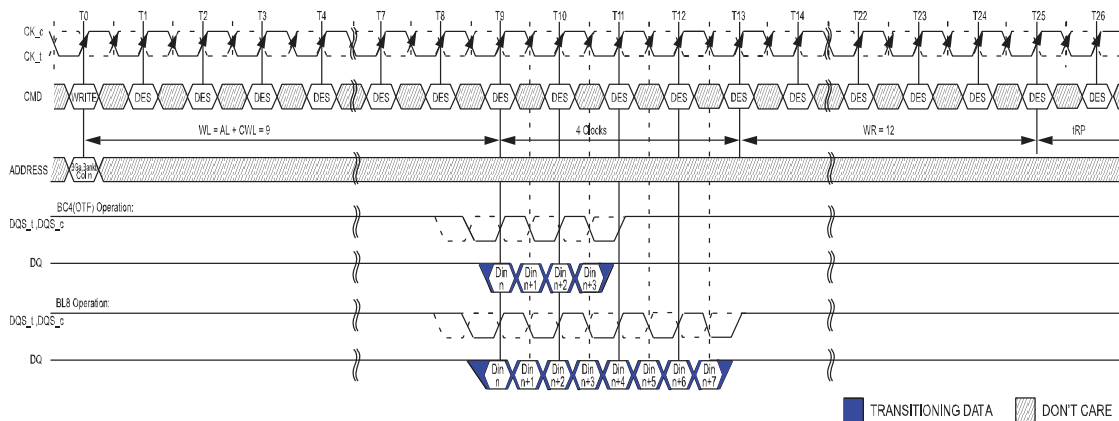 T0 T1 T2 T3 T4 T7 T8 T9 T10 T11 T12 T13 T14 T22 T23 T24 T25 T26
CK_c
CK_t
CMD WRITE DES DES DES DES DES DES DES DES DES DES DES DES DES DES DES DES DES
WL = AL + CWL = 9 4 Clocks WR = 12 tRP
ADDRESS
Col n
BC4(OTF) Operation:
DQS_t ,DQS_c
DQ Din n Din n+1 Din n+2 Din n+3
BL8 Operation:
DQS_t ,DQS_c
DQ Din n Din n+1 Din n+2 Din n+3 Din n+4 Din n+5 Din n+6 Din n+7
TRANSITIONING DATA DON'T CARE